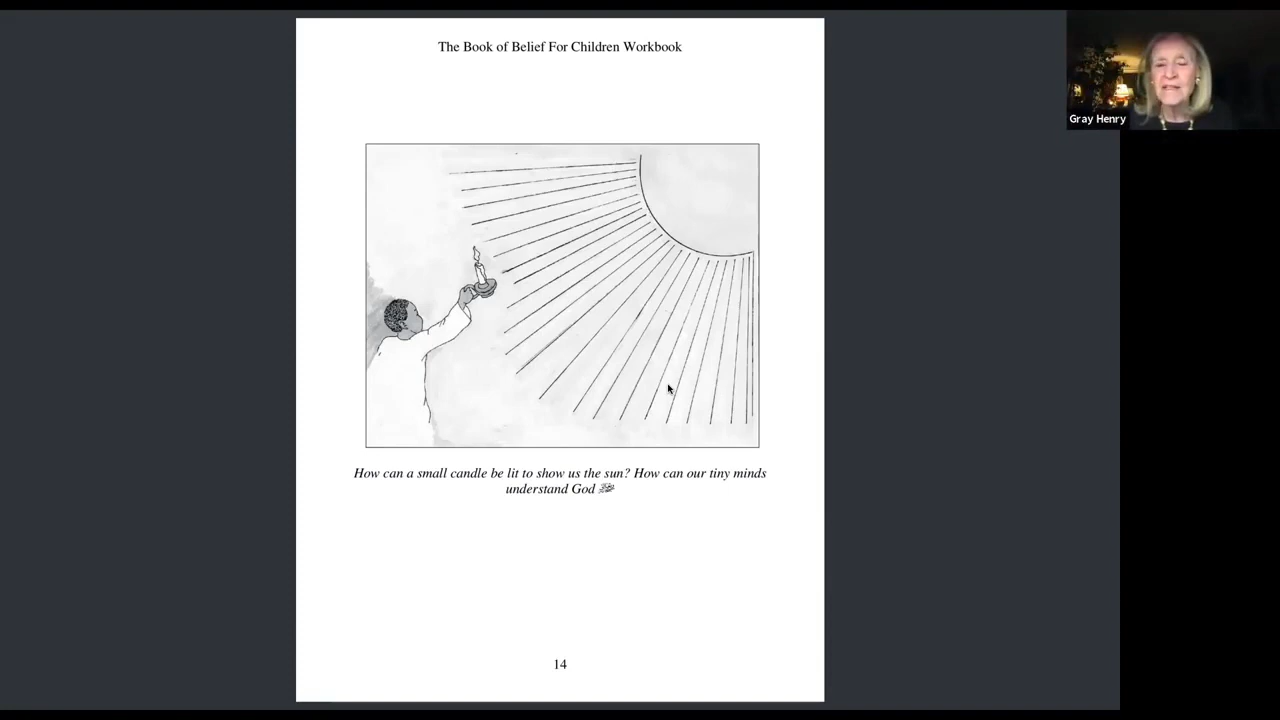 The Book of Belief For Children Workbook
Gray Henry
How can a small candle be lit to show us the sun? How can our tiny minds
understand God
14